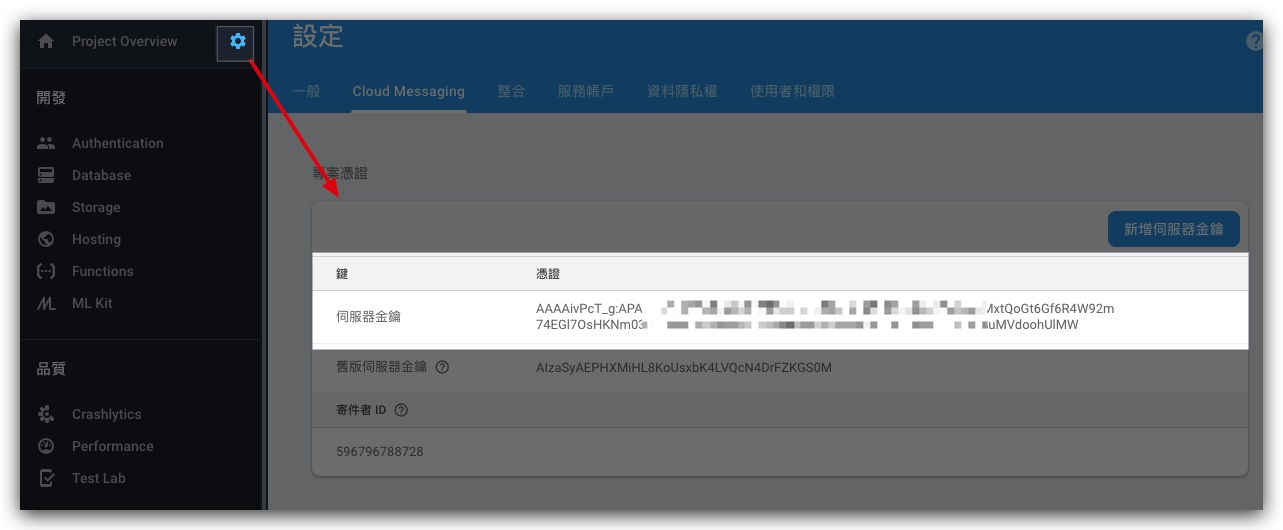 Project Overview
開發
Authentication
Database
Storage
Hosting
Functions
ML Kit
品質
Crashlytics
Performance
Test Lab
設定
一般 Cloud Messaging 整合 服務帳戶 資料隱私權 使用者和權限
專案憑證
新增伺服器金鑰
鍵 憑證
伺服器金鑰
AAAAivPcT_g:APA MxtQoGt6Gf6R4W92m
74EGl7OsHKNm03 uMVdoohUlMW
舊版伺服器金鑰 AIzaSyAEPHXMiHL8KoUsxbK4LVQcN4DrFZKGS0M
寄件者 ID
596796788728